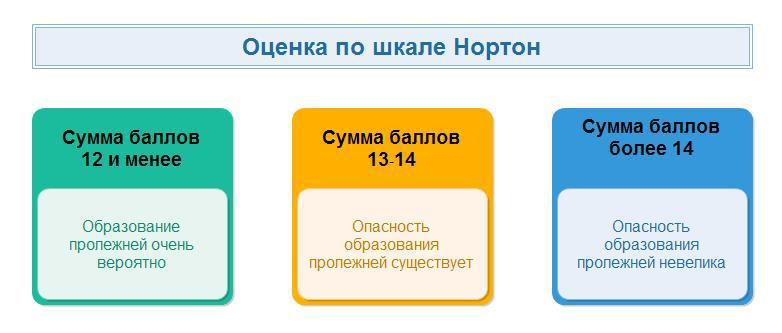 Оценка по шкале Нортон
Сумма баллов
12 и менее
Образование
пролежней очень
вероятно
Сумма баллов
13-14
Опасность
образования
пролежней существует
Сумма баллов
более 14
Опасность
образования
пролежней невелика